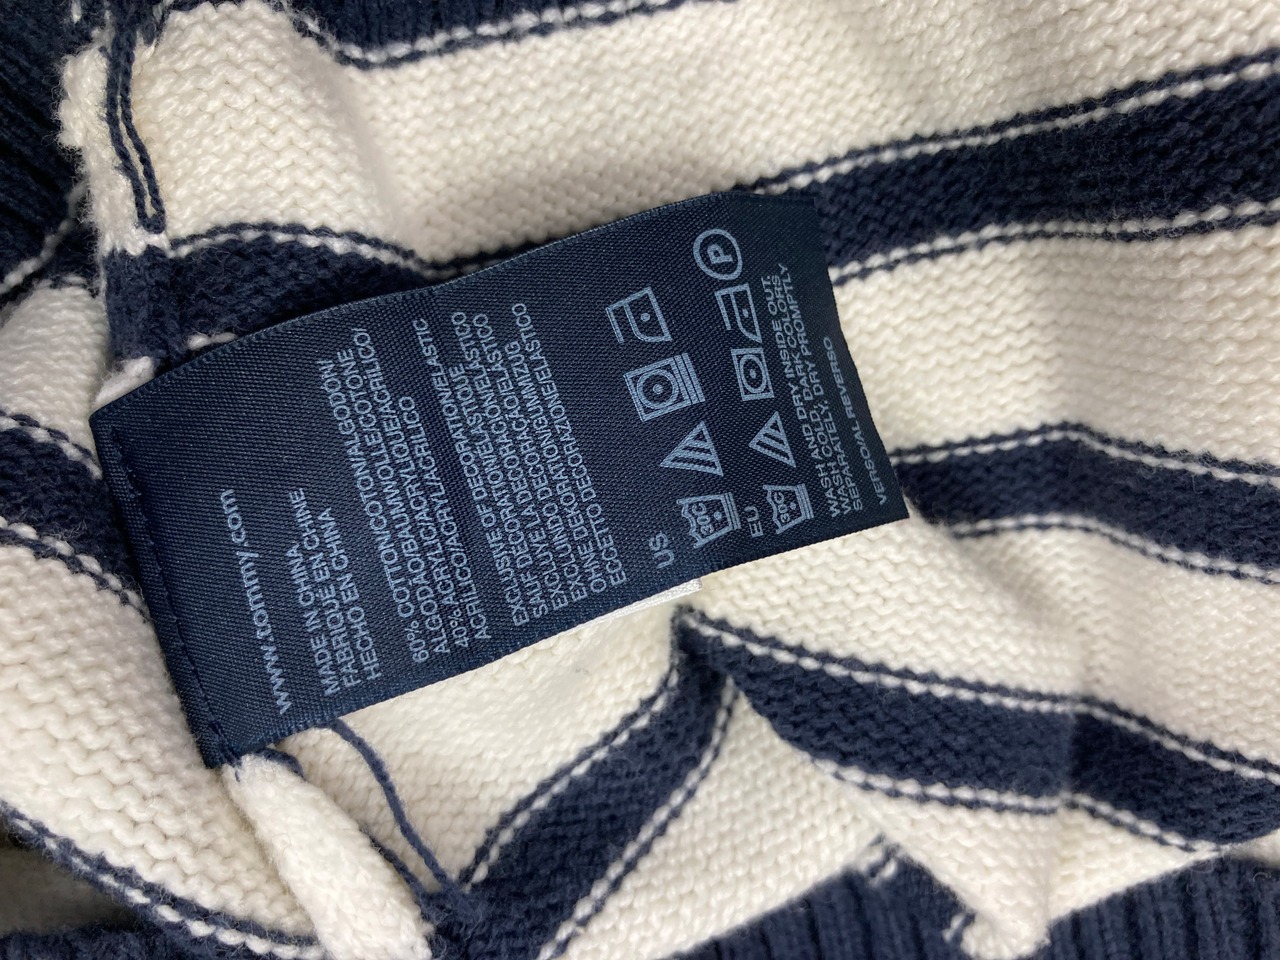 www.tommy.com
MADE IN CHINA
FABRIQUÉ EN CHINE
HECHO EN CHINA
60% COTTON/COTON/ALGODÓN/
ALGODÃO/BAUMWOLLE/COTONE
40% ACRYLIC/ACRYLIQUE/ACRÍLICO/
ACRÍLICO/ACRYL/ACRILICO
EXCLUSIVE OF DECORATION/ELASTIC
SAUF DÉCORATION/ÉLASTIQUE
EXCLUYE LA DECORACIÓN/ELÁSTICO
EXCLUINDO DECORAÇÃO/ELÁSTICO
OHNE DEKORATION/GUMMIZUG
ECCETTO DECORAZIONE/ELASTICO
US
30°C
P
EU
30°C
WASH AND DRY INSIDE OUT.
WASH COLD, DARK COLORS
SEPARATELY, DRY PROMPTLY
VERSO/AL REVERSO